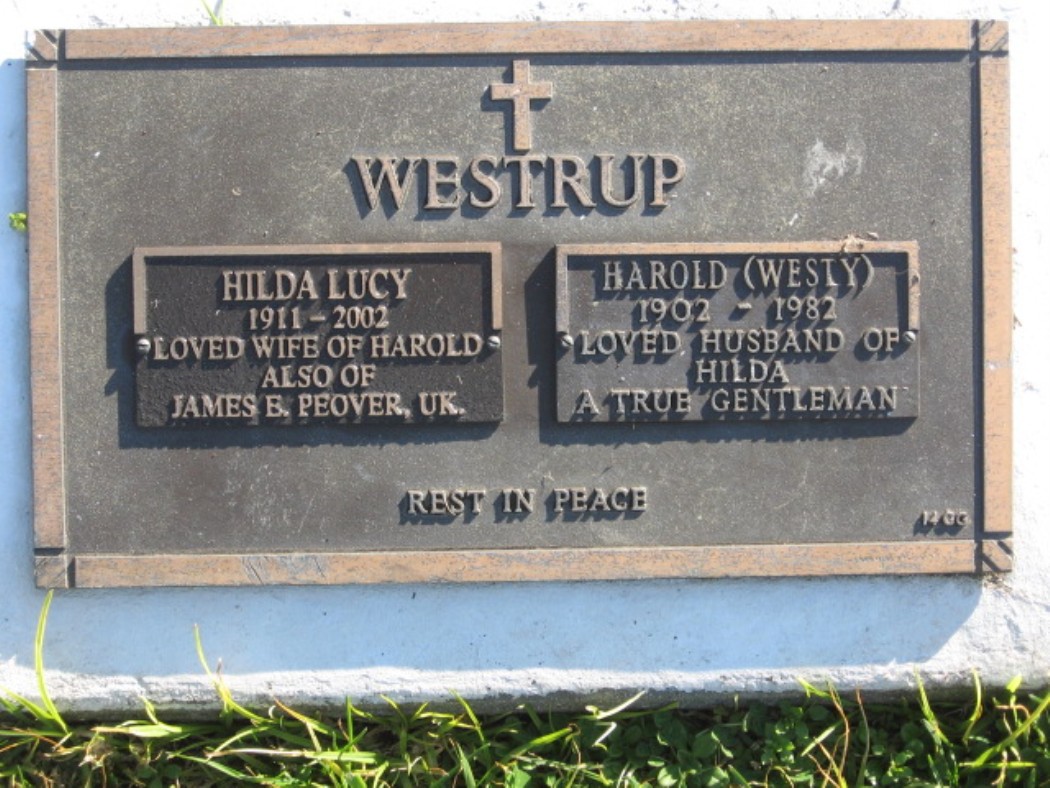 WESTRUP
HILDA LUCY
1911 - 2002
LOVED WIFE OF HAROLD
ALSO OF
JAMES E. PEOVER, UK.
HAROLD (WESTY)
1902 - 1982
LOVED HUSBAND OF
HILDA
A TRUE GENTLEMAN
REST IN PEACE